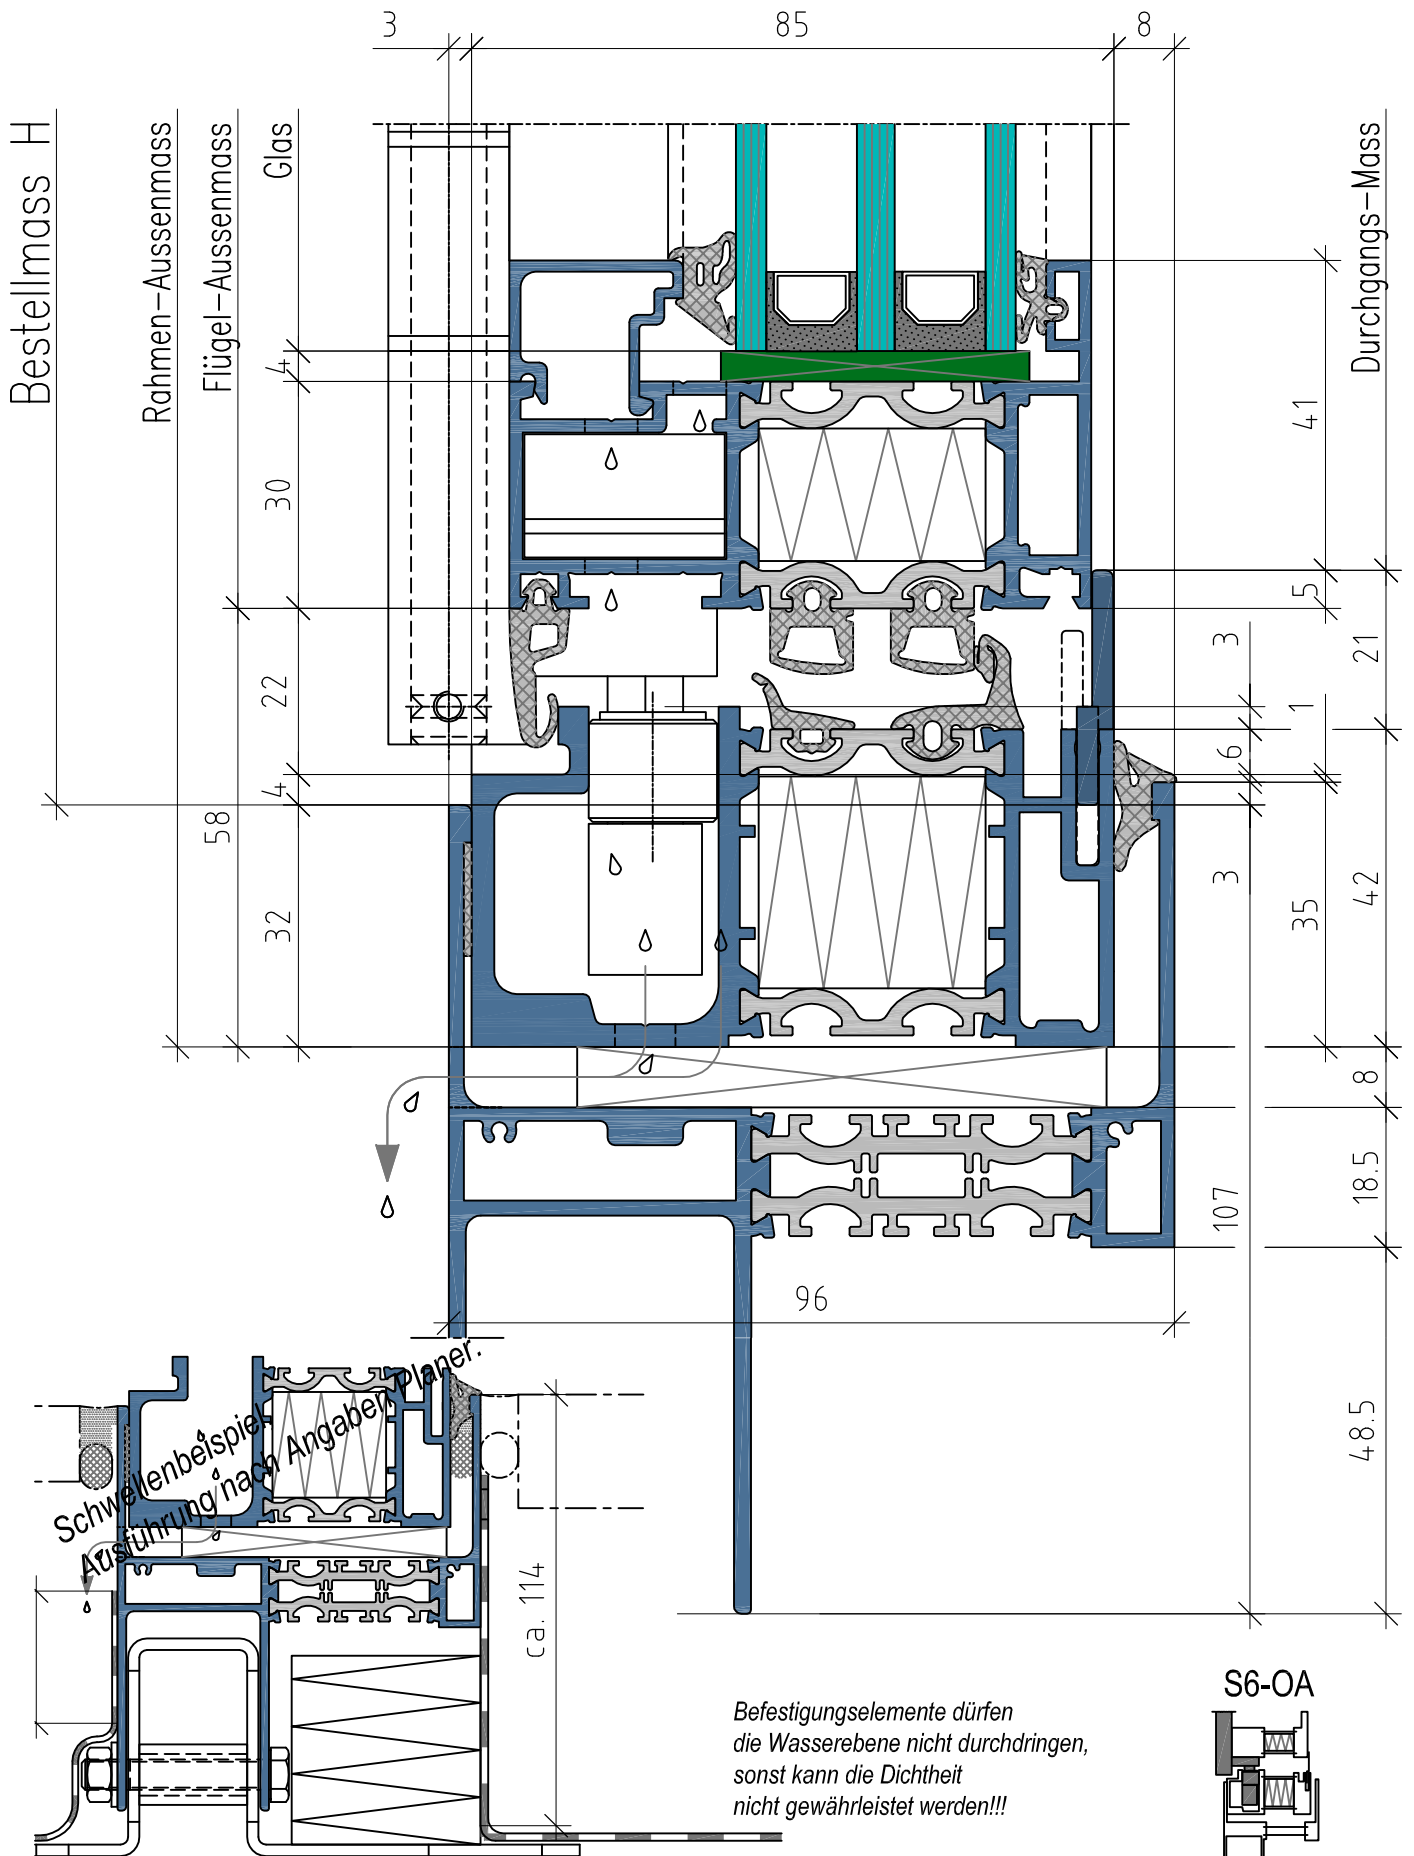 3
85
8
Bestellmass H
Rahmen-Aussenmass
Flügel-Aussenmass
Glas
Durchgangs-Mass
4
30
22
4
58
32
41
5
3
21
1
6
3
35
42
8
18.5
107
48.5
96
Schwellenbeispiel
Ausführung nach Angaben Planer.
ca. 114
Befestigungselemente dürfen
die Wasserebene nicht durchdringen,
sonst kann die Dichtheit
nicht gewährleistet werden!!!
S6-OA